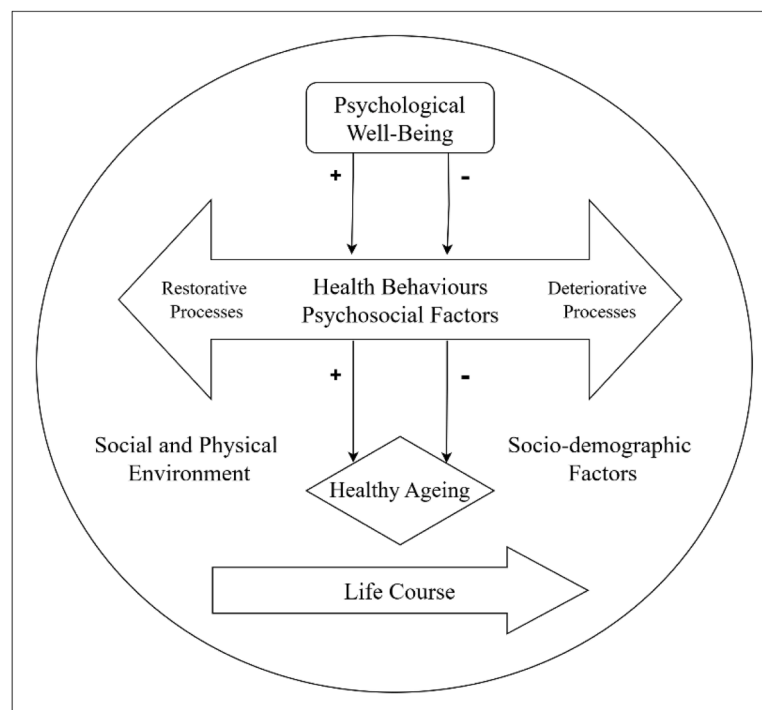 Psychological
Well-Being
+
-
Restorative
Processes
Health Behaviours
Psychosocial Factors
Deteriorative
Processes
+
-
Social and Physical
Environment
Socio-demographic
Factors
Healthy Ageing
Life Course